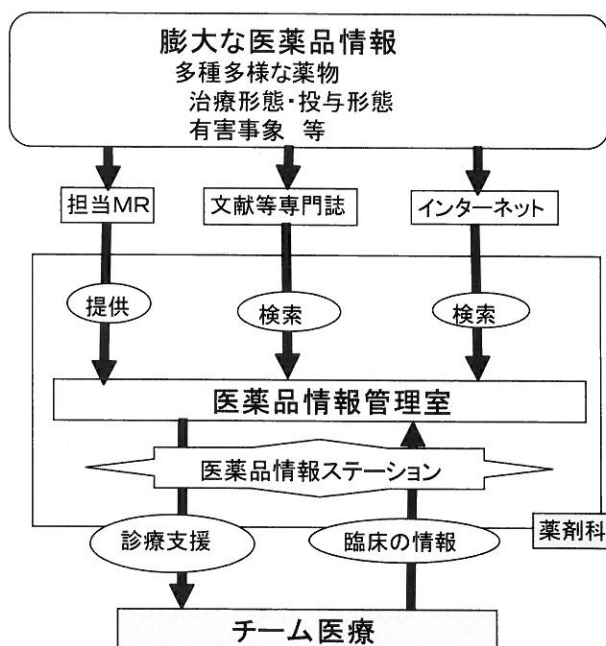 膨大な医薬品情報
多種多様な薬物
治療形態・投与形態
有害事象 等
担当MR
文献等専門誌
インターネット
提供
検索
検索
医薬品情報管理室
医薬品情報ステーション
薬剤科
診療支援
臨床の情報
チーム医療